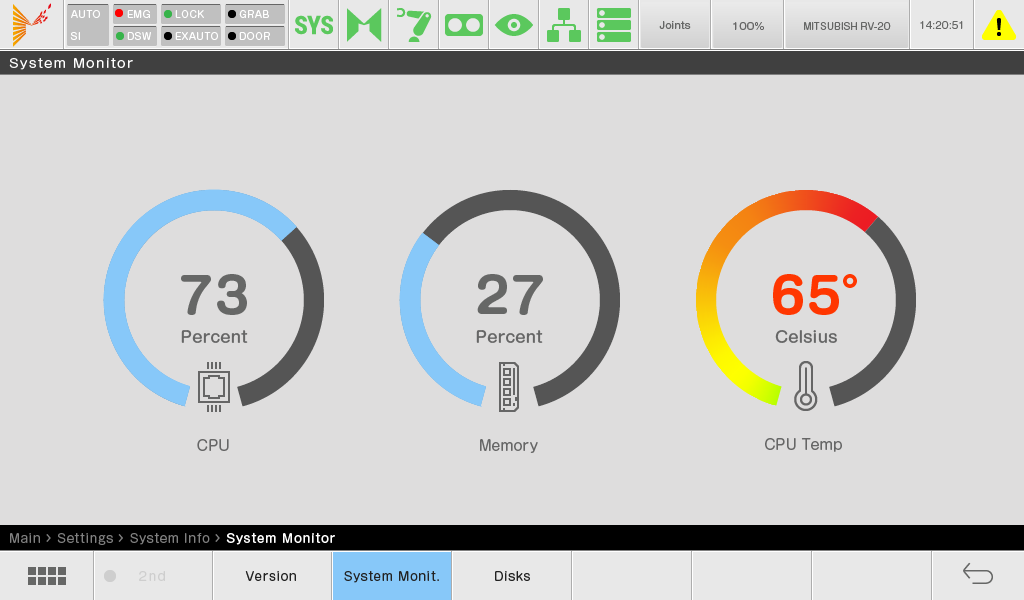 AUTO EMG LOCK GRAB
SI DSW EXAUTO DOOR
SYS
Joints
100%
MITSUBISH RV-20
14:20:51
System Monitor
73
Percent
CPU
27
Percent
Memory
65°
Celsius
CPU Temp
Main > Settings > System Info > System Monitor
2nd
Version
System Monit.
Disks